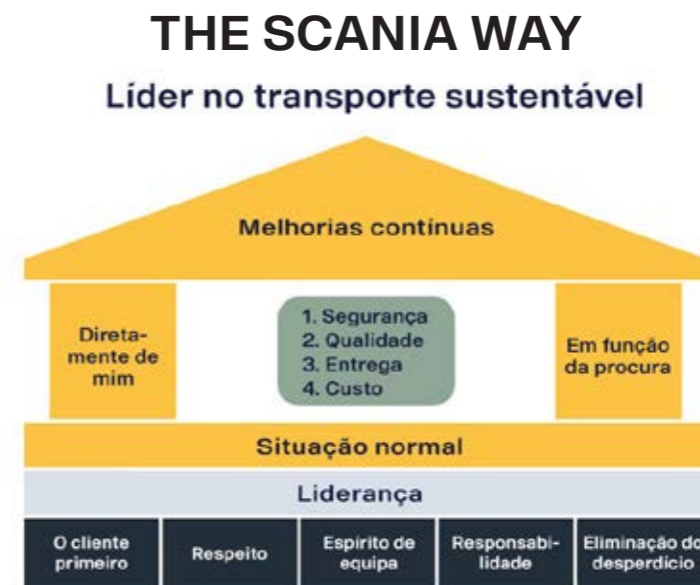 THE SCANIA WAY
Líder no transporte sustentável
Melhorias contínuas
Direta-
mente de
mim
1. Segurança
2. Qualidade
3. Entrega
4. Custo
Em função
da procura
Situação normal
Liderança
O cliente
primeiro
Respeito
Espírito de
equipa
Responsabi-
lidade
Eliminação do
desperdício